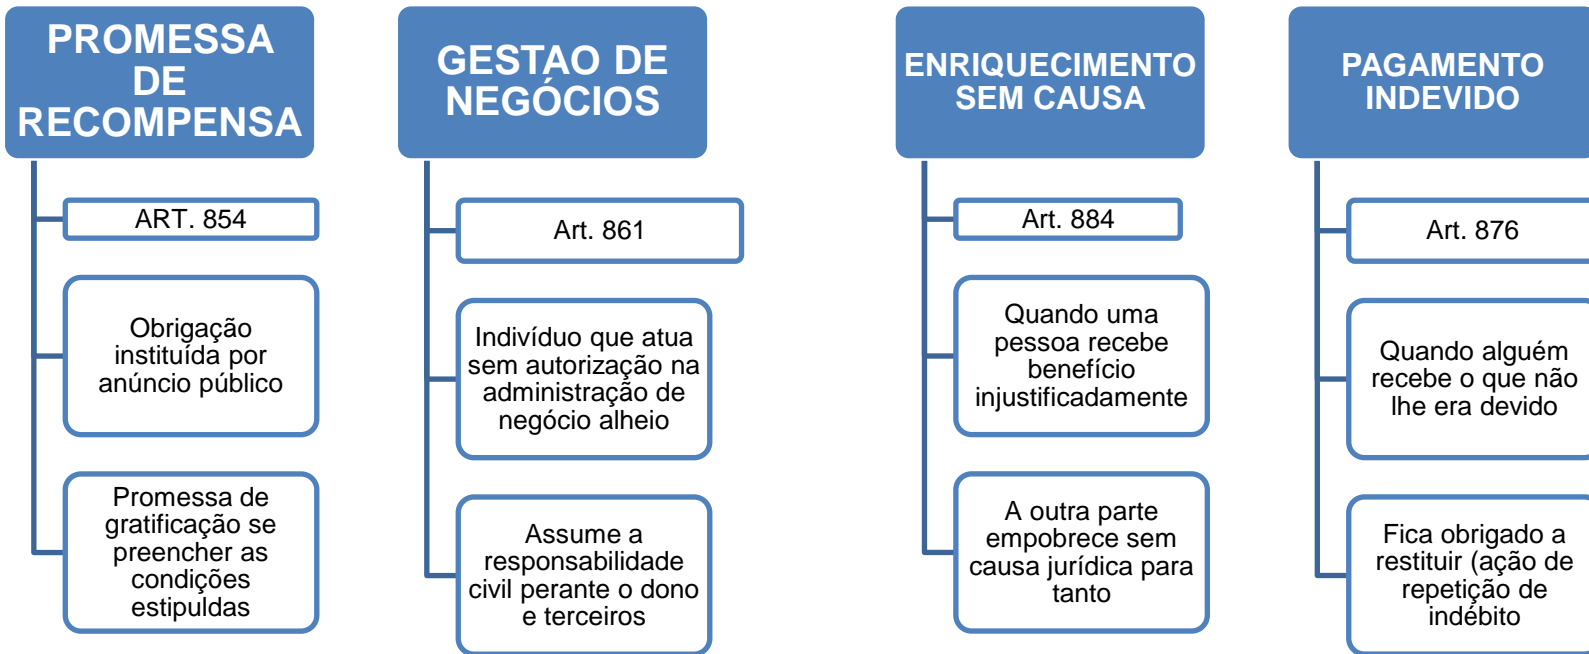 PROMESSA
DE
RECOMPENSA
ART. 854
Obrigação
instituída por
anúncio público
Promessa de
gratificação se
preencher as
condições
estipuldas
GESTAO DE
NEGÓCIOS
Art. 861
Indivíduo que atua
sem autorização na
administração de
negócio alheio
Assume a
responsabilidade
civil perante o dono
e terceiros
ENRIQUECIMENTO
SEM CAUSA
Art. 884
Quando uma
pessoa recebe
benefício
injustificadamente
A outra parte
empobrece sem
causa jurídica para
tanto
PAGAMENTO
INDEVIDO
Art. 876
Quando alguém
recebe o que não
lhe era devido
Fica obrigado a
restituir (ação de
repetição de
indébito